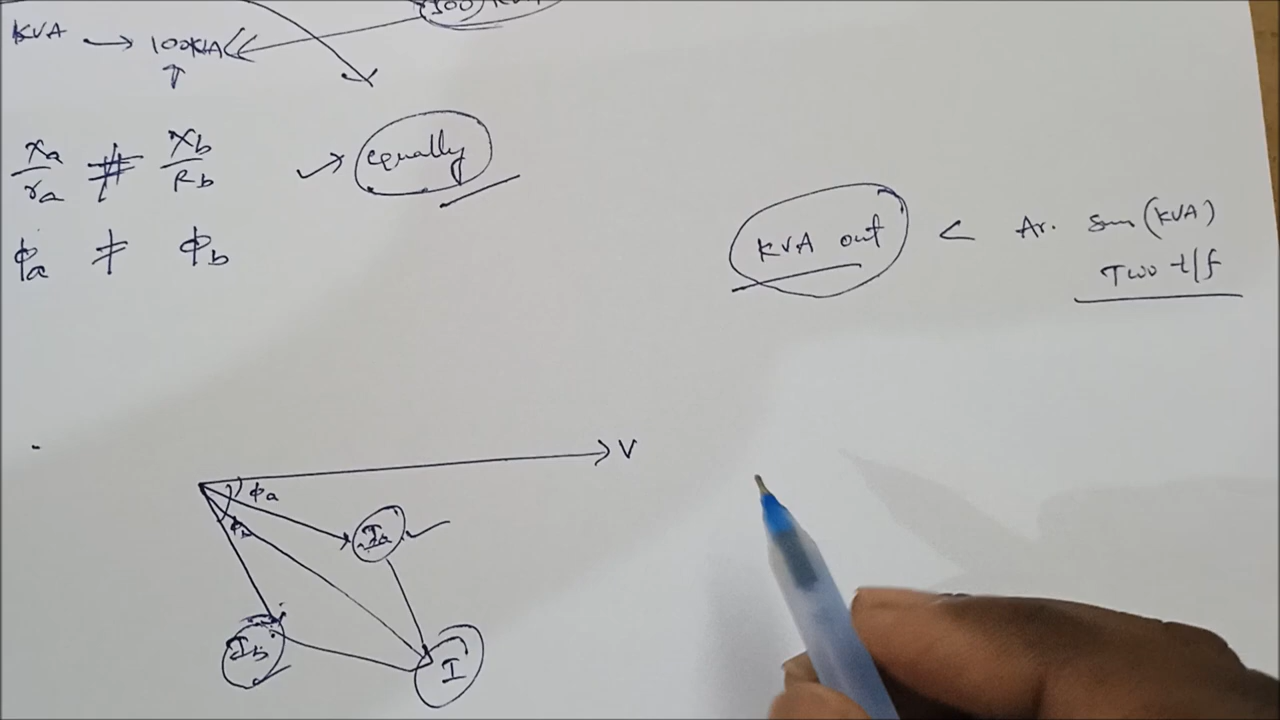 KVA → 100KVA
xa/ra ≠ Xb/Rb
equally
KVA out < Ar. Sum (KVA)
Two t/f
ϕa ≠ ϕb
V
ϕa
Ia
Ib
I